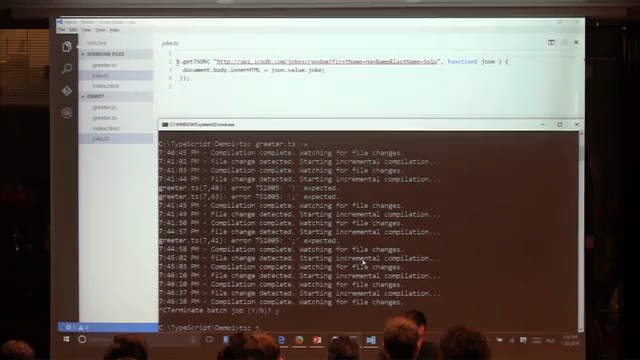 EXPLORE
WORKING FILES
greeter.ts
joke.ts
index.html
DEMO1
greeter.js
greeter.ts
index.html
joke.ts
joke.ts
1
2 $.getJSON( "http://api.icndb.com/jokes/random?firstName=Han&amp&lastName=Solo", function( json ) {
3 document.body.innerHTML = json.value.joke;
4 });
5
C:\WINDOWS\system32\cmd.exe
C:\TypeScript\Demo1>tsc greeter.ts -w
7:40:45 PM - Compilation complete. Watching for file changes.
7:41:02 PM - File change detected. Starting incremental compilation...
7:41:03 PM - Compilation complete. Watching for file changes.
7:41:44 PM - File change detected. Starting incremental compilation...
greeter.ts(7,48): error TS1005: ')' expected.
greeter.ts(7,63): error TS1005: ';' expected.
7:41:45 PM - Compilation complete. Watching for file changes.
7:41:49 PM - File change detected. Starting incremental compilation...
7:41:50 PM - Compilation complete. Watching for file changes.
7:44:57 PM - File change detected. Starting incremental compilation...
greeter.ts(7,41): error TS1005: ';' expected.
7:44:58 PM - Compilation complete. Watching for file changes.
7:45:02 PM - File change detected. Starting incremental compilation...
7:45:03 PM - Compilation complete. Watching for file changes.
7:46:10 PM - File change detected. Starting incremental compilation...
7:46:10 PM - Compilation complete. Watching for file changes.
7:46:37 PM - File change detected. Starting incremental compilation...
7:46:38 PM - Compilation complete. Watching for file changes.
^CTerminate batch job (Y/N)? y
C:\TypeScript\Demo1>tsc j